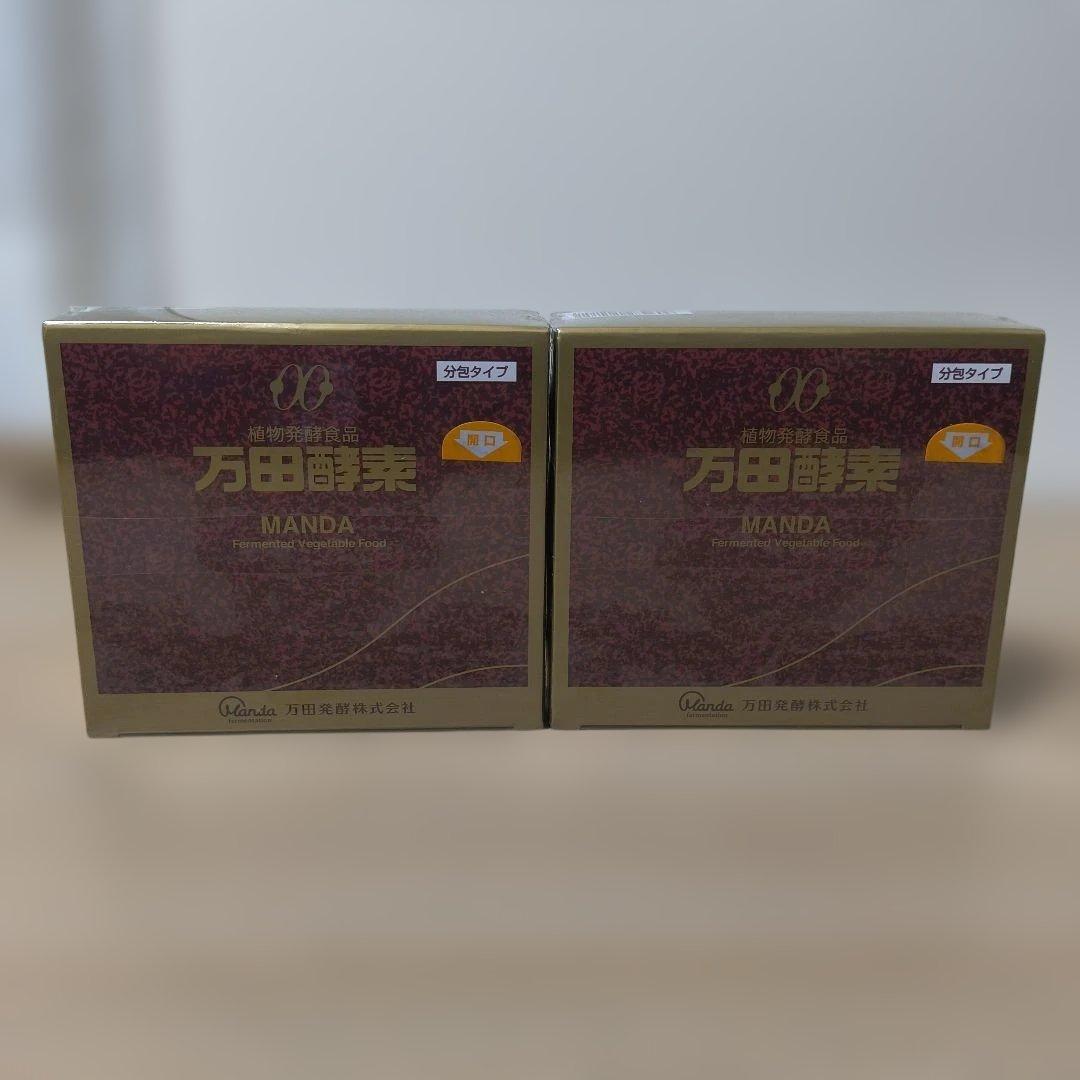 分包タイプ
植物発酵食品
開口
万田酵素
MANDA
Fermented Vegetable Food
Manda
fermentation
万田発酵株式会社
分包タイプ
植物発酵食品
開口
万田酵素
MANDA
Fermented Vegetable Food
Manda
fermentation
万田発酵株式会社